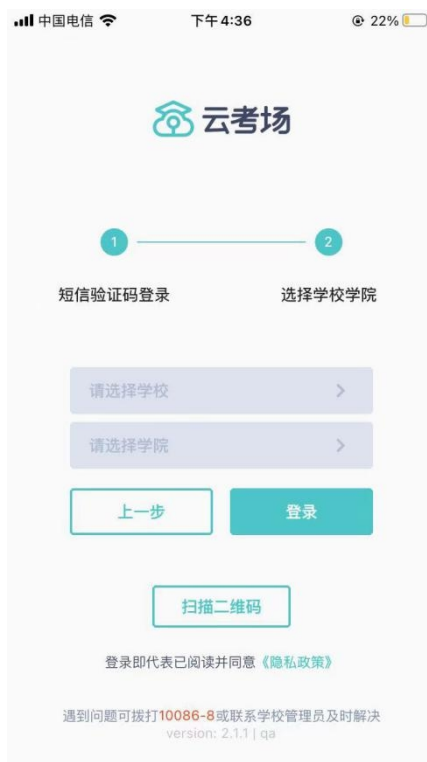 中国电信 下午4:36 22%
云考场
1 2
短信验证码登录 选择学校学院
请选择学校
请选择学院
上一步 登录
扫描二维码
登录即代表已阅读并同意《隐私政策》
遇到问题可拨打10086-8或联系学校管理员及时解决
version: 2.1.1 | qa